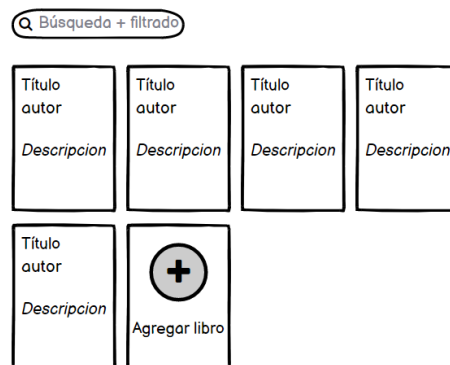 Búsqueda + filtrado
Título
autor
Descripcion
Título
autor
Descripcion
Título
autor
Descripcion
Título
autor
Descripcion
Título
autor
Descripcion
Agregar libro